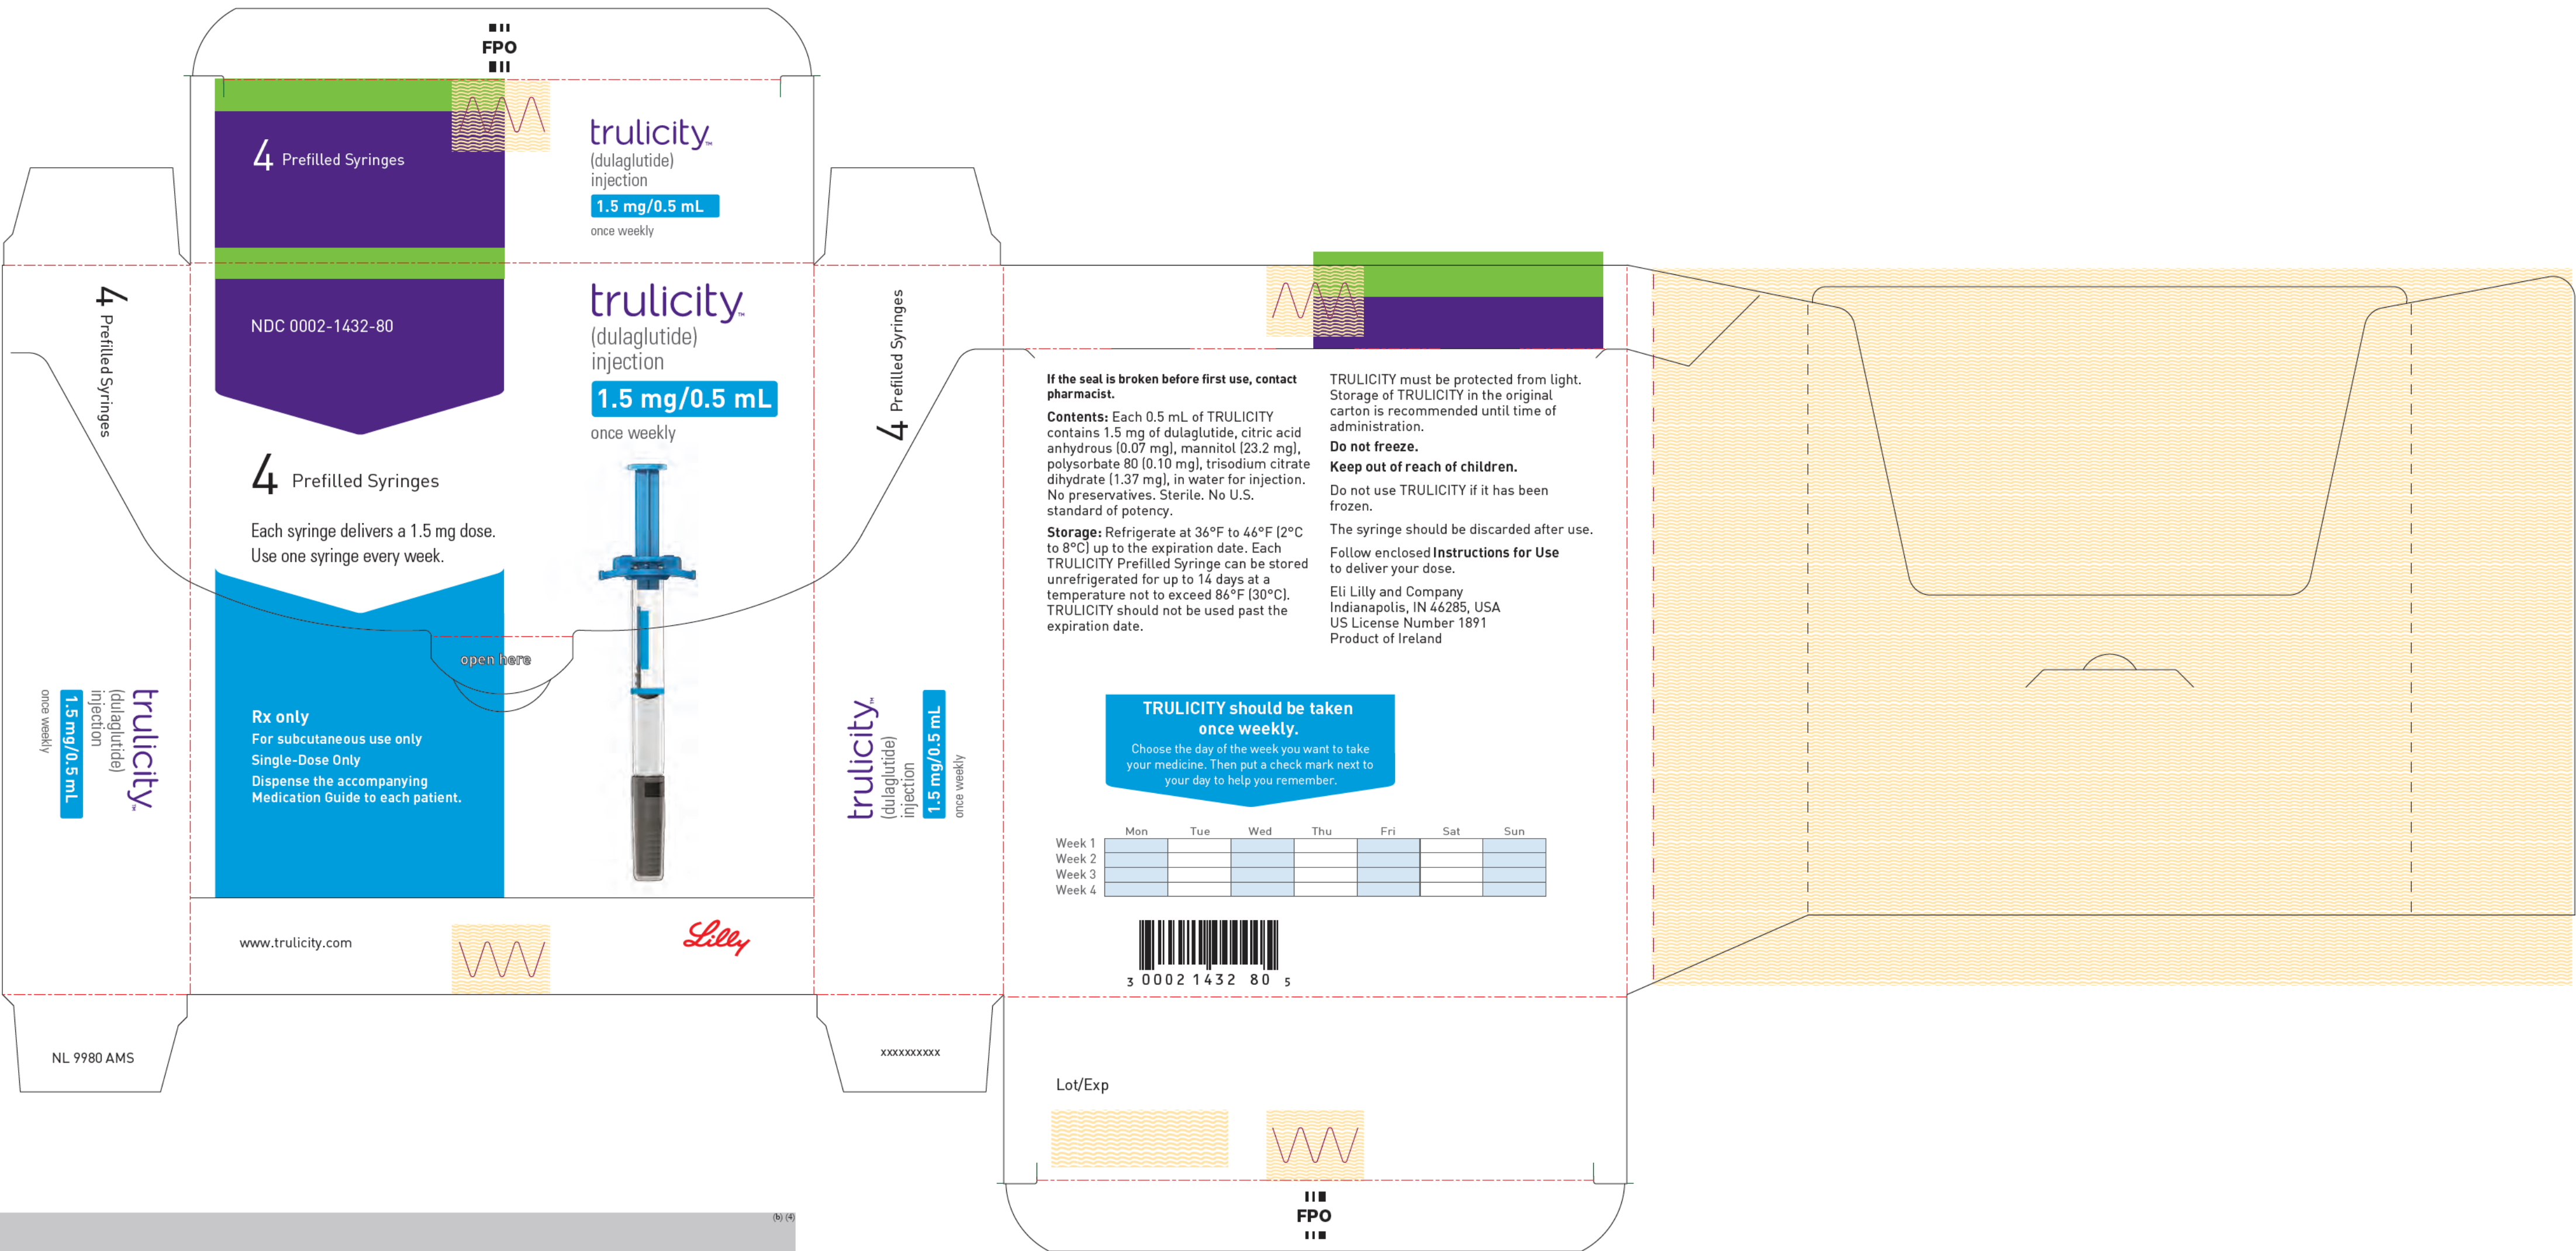 FPO
4 Prefilled Syringes
trulicity™
(dulaglutide)
injection
1.5 mg/0.5 mL
once weekly
4 Prefilled Syringes
trulicity™
(dulaglutide)
injection
1.5 mg/0.5 mL
once weekly
NDC 0002-1432-80
4 Prefilled Syringes
Each syringe delivers a 1.5 mg dose.
Use one syringe every week.
open here
Rx only
For subcutaneous use only
Single-Dose Only
Dispense the accompanying
Medication Guide to each patient.
trulicity™
(dulaglutide)
injection
1.5 mg/0.5 mL
once weekly
www.trulicity.com
Lilly
4 Prefilled Syringes
trulicity™
(dulaglutide)
injection
1.5 mg/0.5 mL
once weekly
NL 9980 AMS
xxxxxxxxxx
If the seal is broken before first use, contact
pharmacist.
Contents: Each 0.5 mL of TRULICITY
contains 1.5 mg of dulaglutide, citric acid
anhydrous (0.07 mg), mannitol (23.2 mg),
polysorbate 80 (0.10 mg), trisodium citrate
dihydrate (1.37 mg), in water for injection.
No preservatives. Sterile. No U.S.
standard of potency.
Storage: Refrigerate at 36°F to 46°F (2°C
to 8°C) up to the expiration date. Each
TRULICITY Prefilled Syringe can be stored
unrefrigerated for up to 14 days at a
temperature not to exceed 86°F (30°C).
TRULICITY should not be used past the
expiration date.
TRULICITY must be protected from light.
Storage of TRULICITY in the original
carton is recommended until time of
administration.
Do not freeze.
Keep out of reach of children.
Do not use TRULICITY if it has been
frozen.
The syringe should be discarded after use.
Follow enclosed Instructions for Use
to deliver your dose.
Eli Lilly and Company
Indianapolis, IN 46285, USA
US License Number 1891
Product of Ireland
TRULICITY should be taken
once weekly.
Choose the day of the week you want to take
your medicine. Then put a check mark next to
your day to help you remember.
Mon Tue Wed Thu Fri Sat Sun
Week 1
Week 2
Week 3
Week 4
3 0002 1432 80 5
Lot/Exp
FPO
(b) (4)